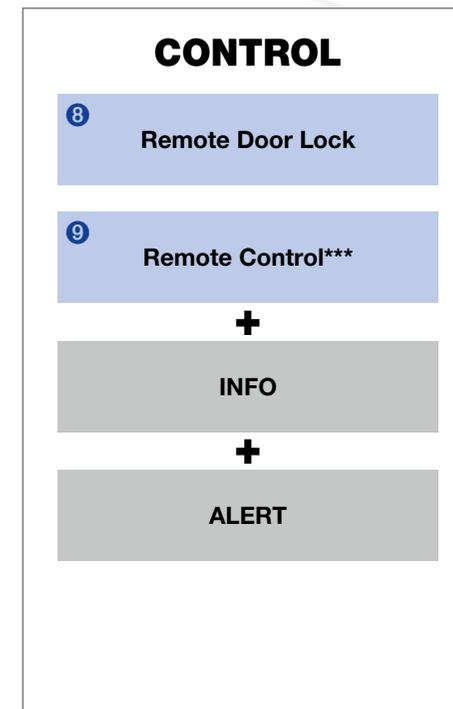 CONTROL
8
Remote Door Lock
9
Remote Control***
+
INFO
+
ALERT